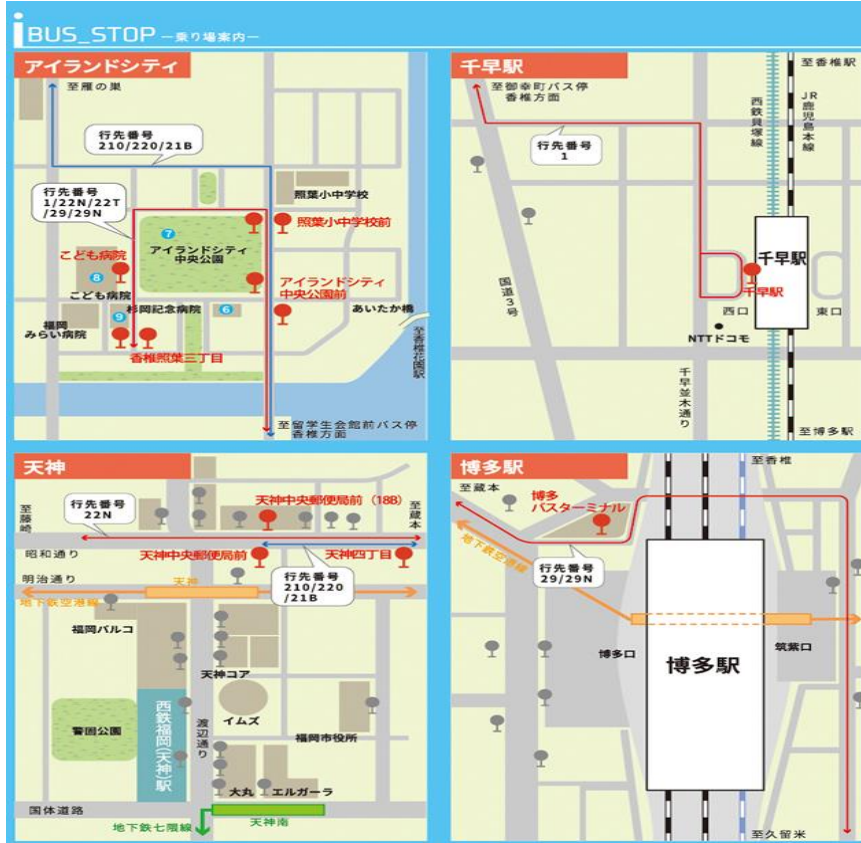 iBUS_STOP －乗り場案内－
アイランドシティ
至雁の巣
行先番号
210/220/21B
行先番号
1/22N/22T
/29/29N
照葉小中学校
照葉小中学校前
7
アイランドシティ
中央公園
こども病院
8
こども病院
アイランドシティ
中央公園前
杉岡記念病院
6
あいたか橋
9
福岡
みらい病院
香椎照葉三丁目
至香椎花園駅
至留学生会館前バス停
香椎方面
千早駅
至御幸町バス停
香椎方面
至香椎駅
西鉄貝塚線
JR鹿児島本線
行先番号
1
国道3号
千早駅
千早駅
西口
東口
NTTドコモ
千早並木通り
至博多駅
天神
至藤崎
行先番号
22N
天神中央郵便局前（18B）
至蔵本
昭和通り
天神中央郵便局前
天神四丁目
行先番号
210/220
/21B
明治通り
天神
地下鉄空港線
福岡パルコ
天神コア
警固公園
西鉄福岡(天神)駅
渡辺通り
イムズ
福岡市役所
大丸
エルガーラ
国体道路
地下鉄七隈線
天神南
博多駅
至蔵本
至香椎
博多
バスターミナル
地下鉄空港線
行先番号
29/29N
博多口
筑紫口
博多駅
至久留米